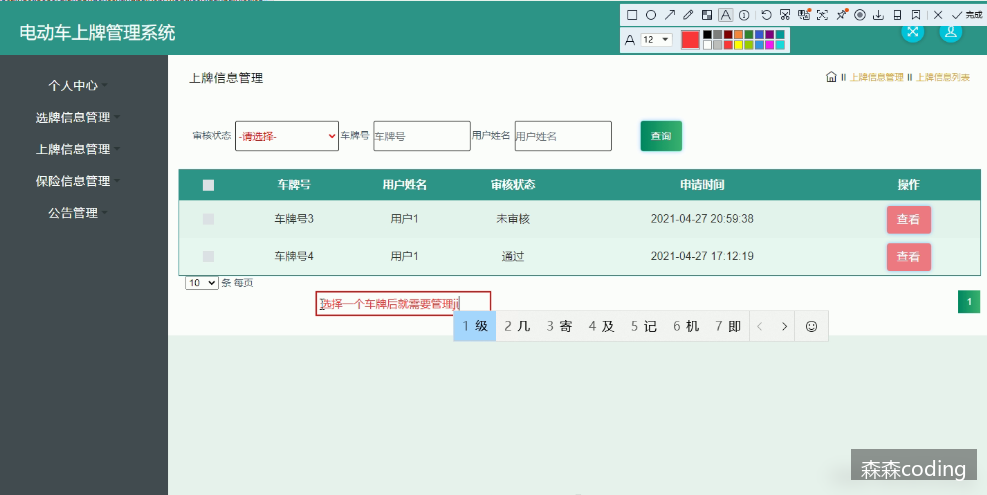 电动车上牌管理系统
A 12 完成
个人中心
选牌信息管理
上牌信息管理
保险信息管理
公告管理
上牌信息管理
上牌信息管理 上牌信息列表
审核状态 -请选择- 车牌号 车牌号 用户姓名 用户姓名 查询
车牌号 用户姓名 审核状态 申请时间 操作
车牌号3 用户1 未审核 2021-04-27 20:59:38 查看
车牌号4 用户1 通过 2021-04-27 17:12:19 查看
10 条 每页
选择一个车牌后就需要管理ji
1
1 级 2 几 3 寄 4 及 5 记 6 机 7 即
森森coding